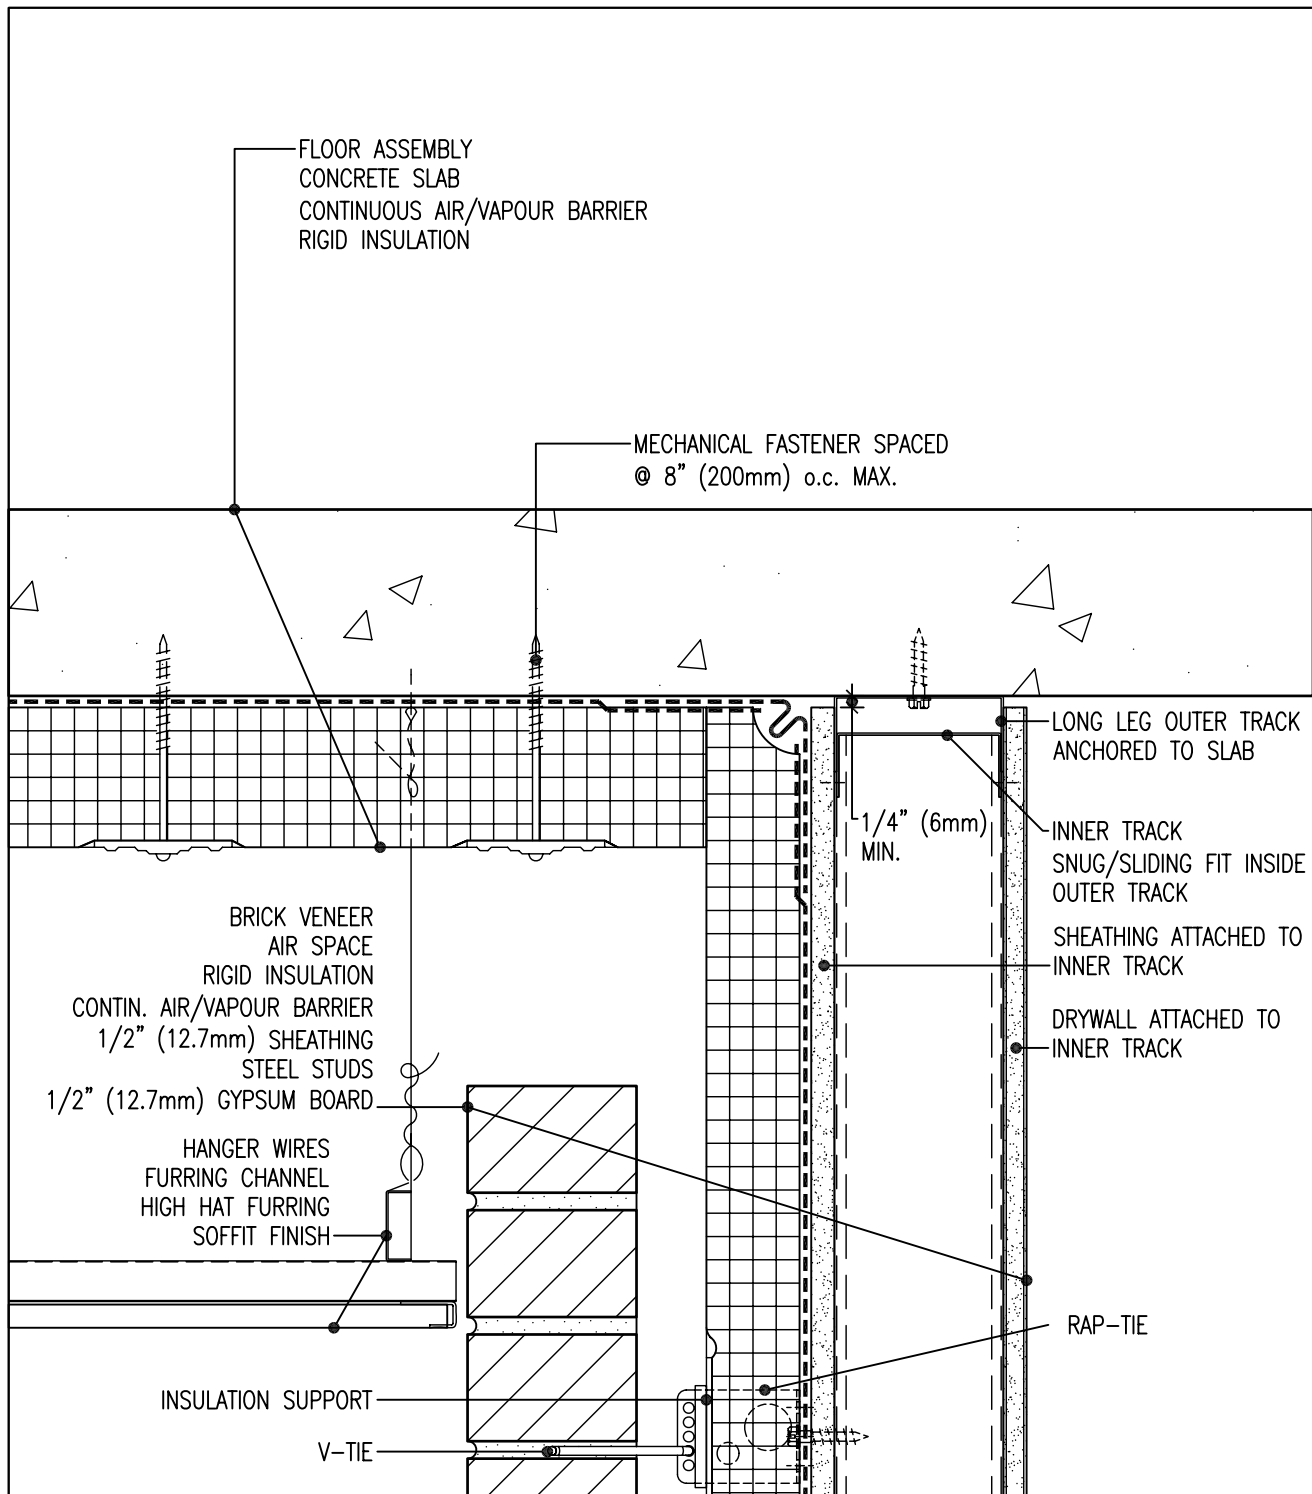 FLOOR ASSEMBLY
CONCRETE SLAB
CONTINUOUS AIR/VAPOUR BARRIER
RIGID INSULATION
MECHANICAL FASTENER SPACED
@ 8" (200mm) o.c. MAX.
LONG LEG OUTER TRACK
ANCHORED TO SLAB
1/4" (6mm)
MIN.
INNER TRACK
SNUG/SLIDING FIT INSIDE
OUTER TRACK
SHEATHING ATTACHED TO
INNER TRACK
DRYWALL ATTACHED TO
INNER TRACK
BRICK VENEER
AIR SPACE
RIGID INSULATION
CONTIN. AIR/VAPOUR BARRIER
1/2" (12.7mm) SHEATHING
STEEL STUDS
1/2" (12.7mm) GYPSUM BOARD
HANGER WIRES
FURRING CHANNEL
HIGH HAT FURRING
SOFFIT FINISH
RAP-TIE
INSULATION SUPPORT
V-TIE